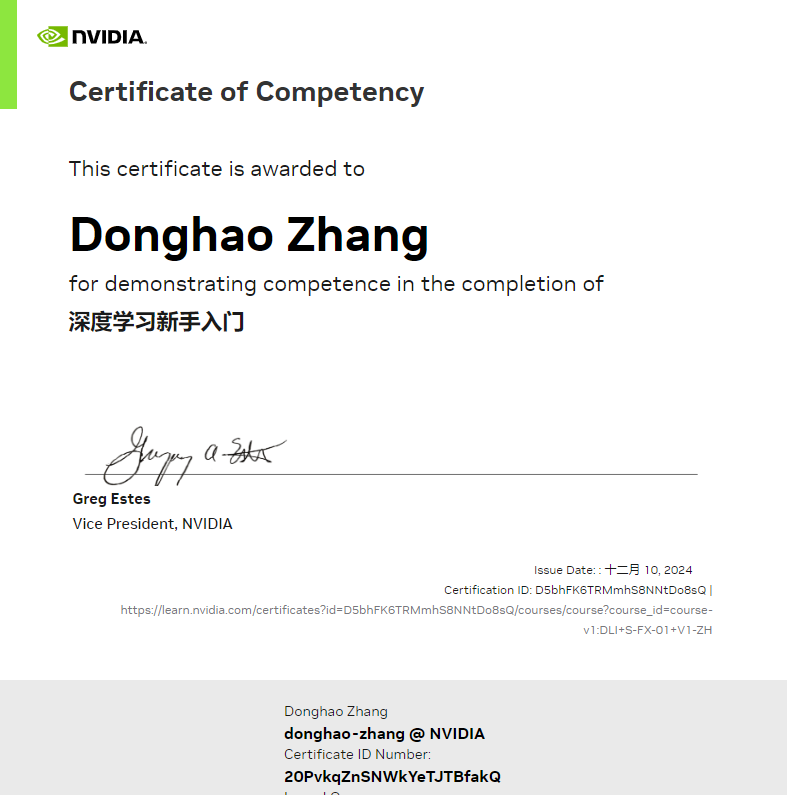 NVIDIA.
Certificate of Competency
This certificate is awarded to
Donghao Zhang
for demonstrating competence in the completion of
深度学习新手入门
Greg Estes
Vice President, NVIDIA
Issue Date: : 十二月 10, 2024
Certification ID: D5bhFK6TRMmhS8NNtDo8sQ |
https://learn.nvidia.com/certificates?id=D5bhFK6TRMmhS8NNtDo8sQ/courses/course?course_id=course-
v1:DLI+S-FX-01+V1-ZH
Donghao Zhang
donghao-zhang @ NVIDIA
Certificate ID Number:
20PvkqZnSNWkYeTJTBfakQ